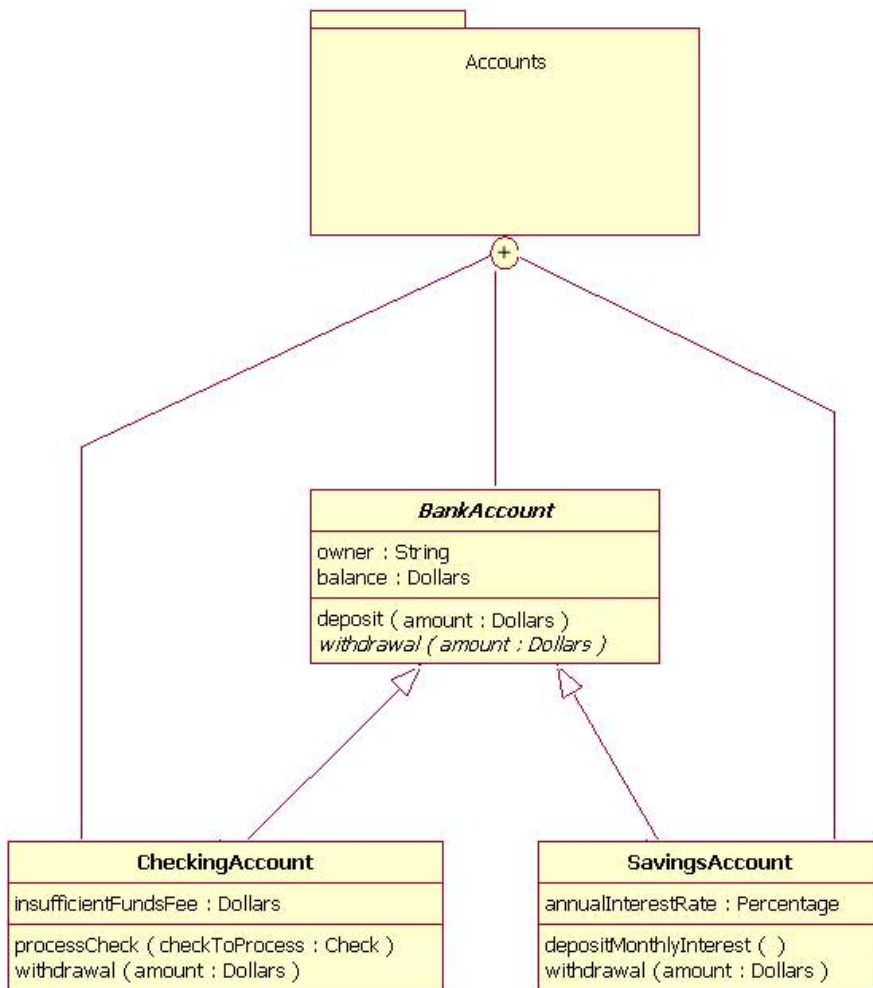 Accounts
+
BankAccount
owner : String
balance : Dollars
deposit ( amount : Dollars )
withdrawal ( amount : Dollars )
CheckingAccount
insufficientFundsFee : Dollars
processCheck ( checkToProcess : Check )
withdrawal ( amount : Dollars )
SavingsAccount
annualInterestRate : Percentage
depositMonthlyInterest ( )
withdrawal ( amount : Dollars )